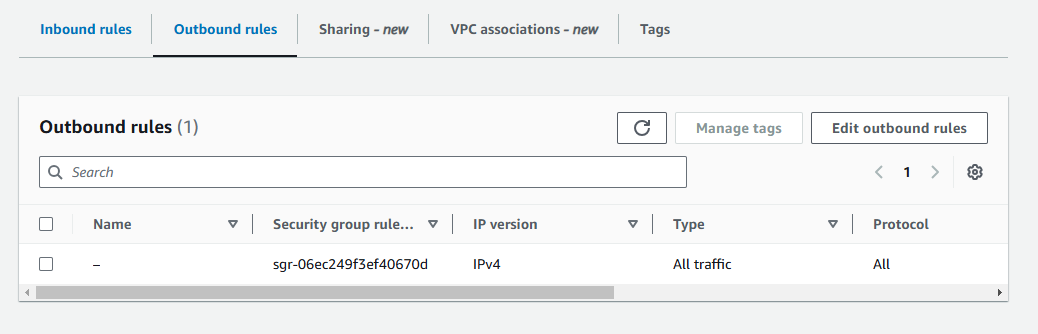 Inbound rules
Outbound rules
Sharing - new
VPC associations - new
Tags
Outbound rules (1)
Manage tags
Edit outbound rules
Search
1
Name
Security group rule...
IP version
Type
Protocol
–
sgr-06ec249f3ef40670d
IPv4
All traffic
All